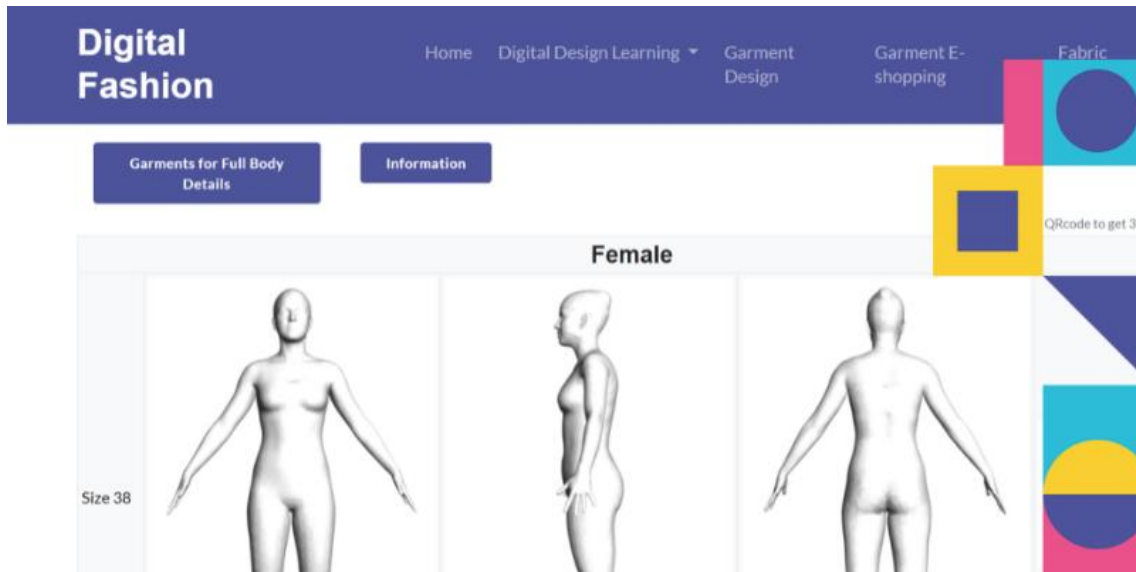 Digital
Fashion
Home
Digital Design Learning
Garment
Design
Garment E-
shopping
Fabric
Garments for Full Body
Details
Information
QRcode to get 3
Female
Size 38